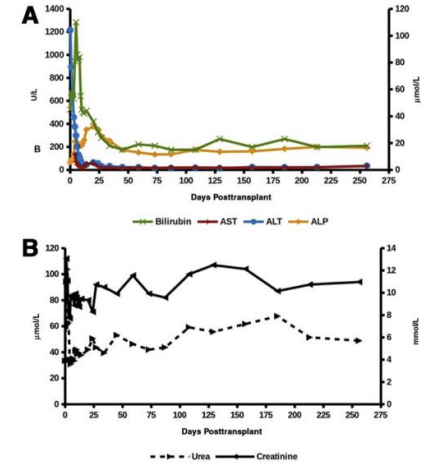 A
1400
1200
1000
800
600
400
200
0
120
100
80
60
40
20
0
U/L
μmol/L
B
0 25 50 75 100 125 150 175 200 225 250 275
Days Posttransplant
Bilirubin AST ALT ALP
B
120
100
80
60
40
20
0
14
12
10
8
6
4
2
0
μmol/L
mmol/L
0 25 50 75 100 125 150 175 200 225 250 275
Days Posttransplant
Urea Creatinine